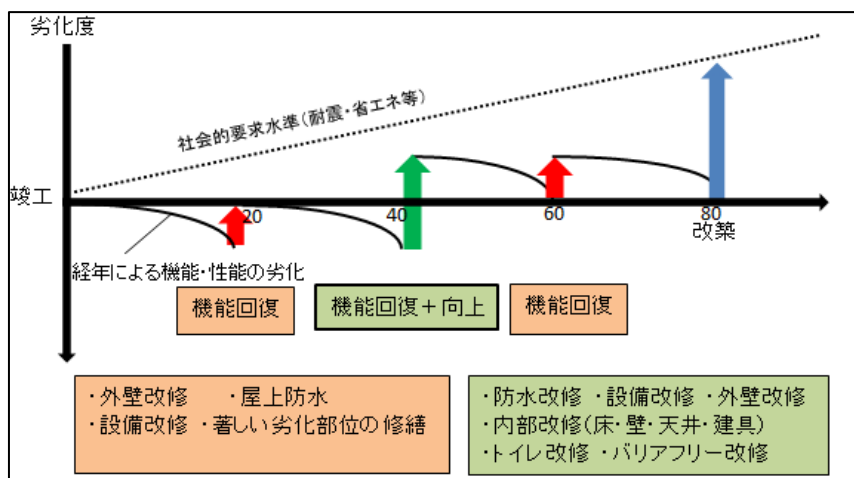 劣化度
社会的要求水準(耐震・省エネ等)
竣工
20
40
60
80
改築
経年による機能・性能の劣化
機能回復
機能回復+向上
機能回復
・外壁改修 ・屋上防水
・設備改修 ・著しい劣化部位の修繕
・防水改修 ・設備改修 ・外壁改修
・内部改修(床・壁・天井・建具)
・トイレ改修 ・バリアフリー改修